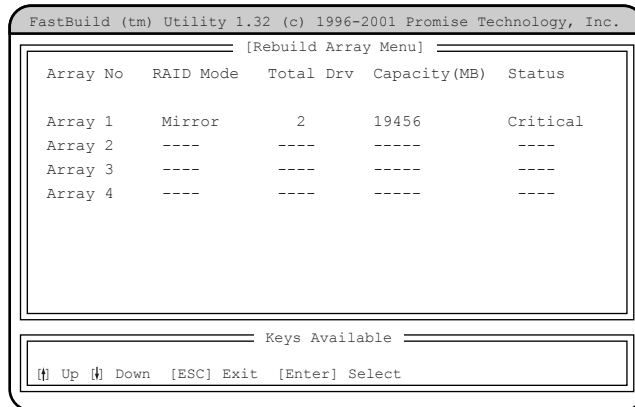 FastBuild (tm) Utility 1.32 (c) 1996-2001 Promise Technology, Inc.
[Rebuild Array Menu]
Array No RAID Mode Total Drv Capacity(MB) Status
Array 1 Mirror 2 19456 Critical
Array 2 ---- ---- ----- ----
Array 3 ---- ---- ----- ----
Array 4 ---- ---- ----- ----
Keys Available
[↑] Up [↓] Down [ESC] Exit [Enter] Select